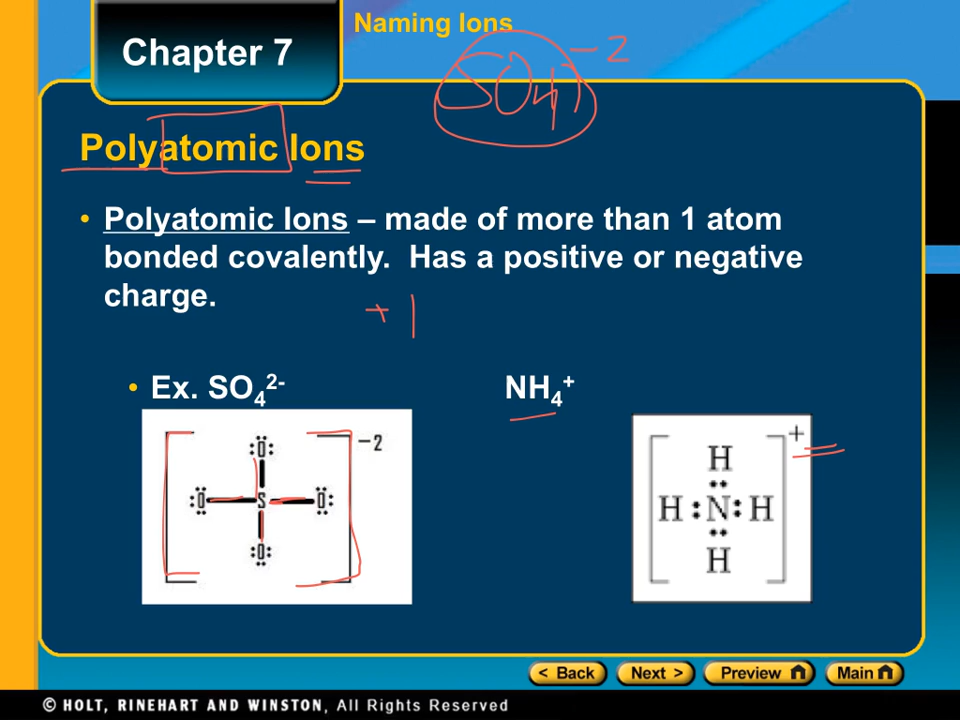 Naming Ions
Chapter 7
SO4 -2
Polyatomic Ions
• Polyatomic Ions – made of more than 1 atom
bonded covalently. Has a positive or negative
charge.
+1
• Ex. SO₄²⁻ NH₄⁺
-2
:Ö:
:Ö S Ö:
:O:
+
H
H : N : H
H
< Back Next > Preview Main
© HOLT, RINEHART AND WINSTON, All Rights Reserved